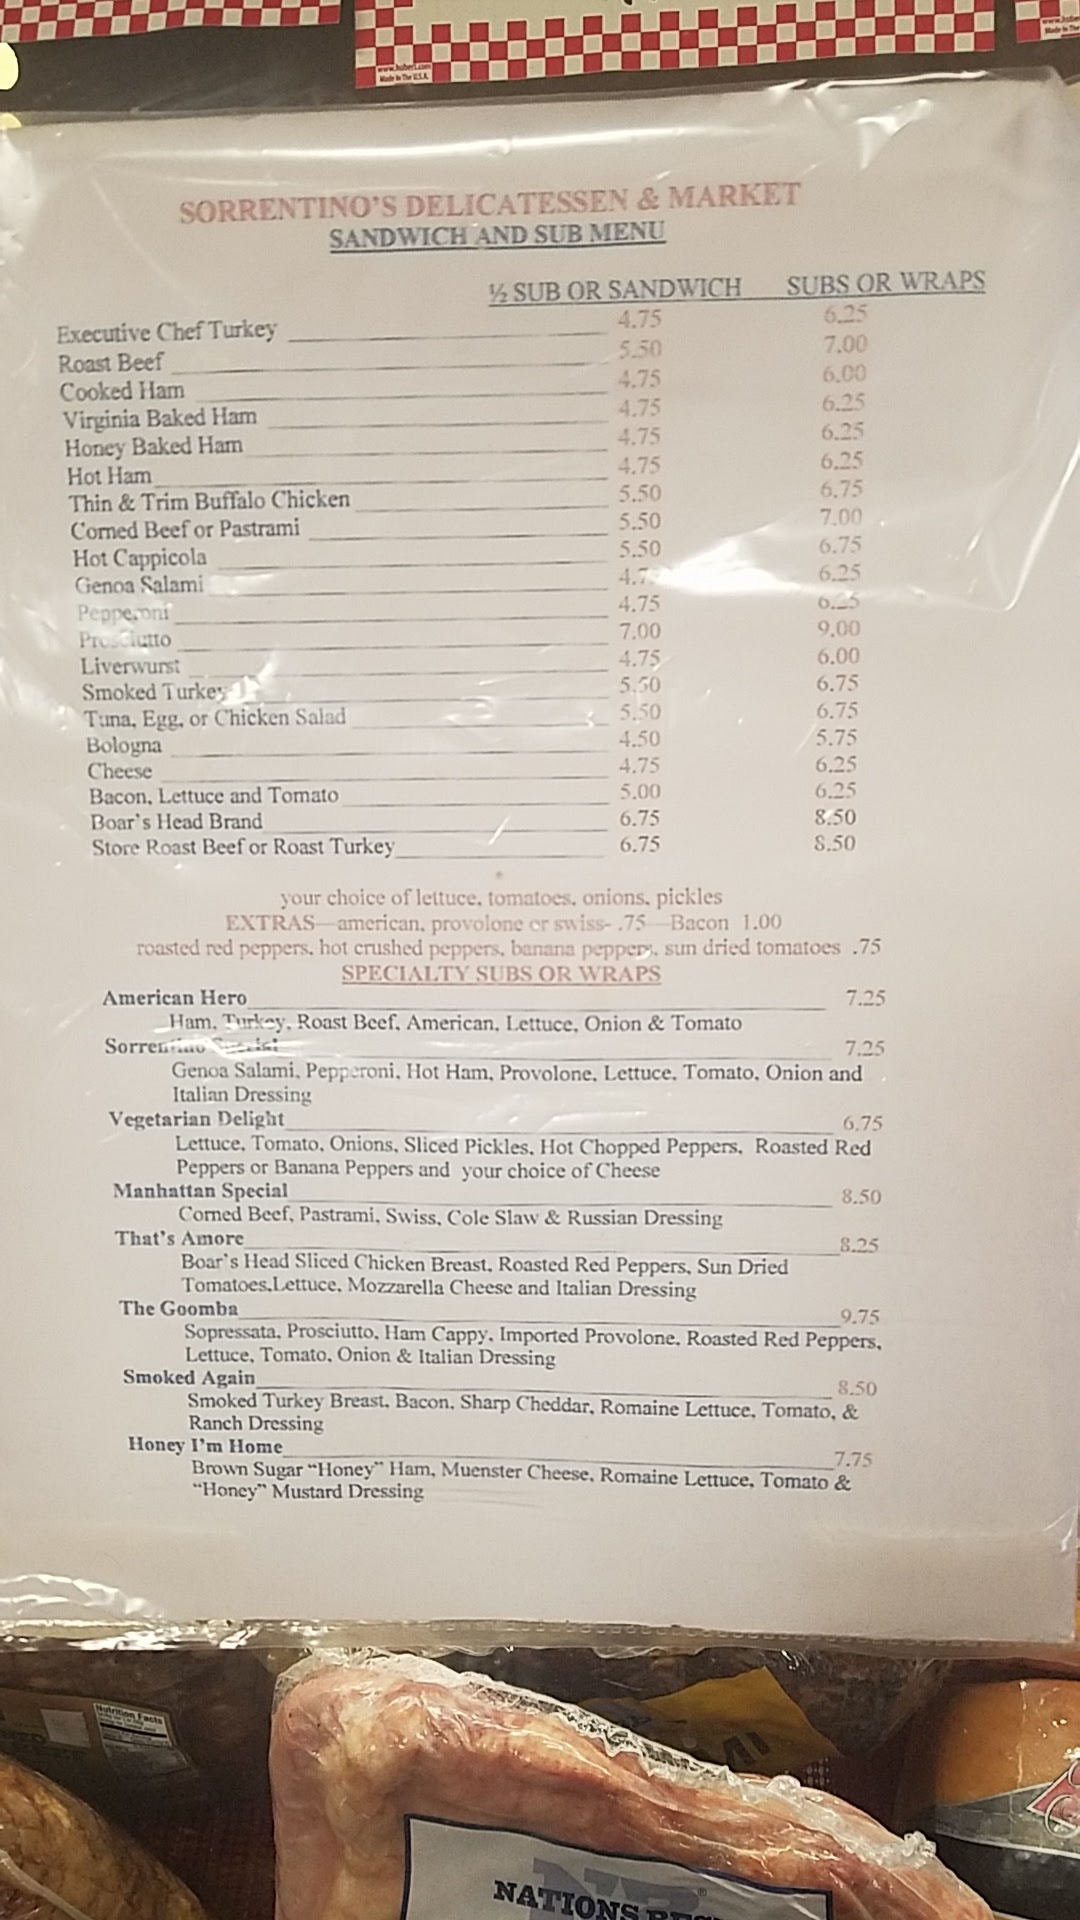 www.hubert.com
Made In The U.S.A.
SORRENTINO'S DELICATESSEN & MARKET
SANDWICH AND SUB MENU
½ SUB OR SANDWICH SUBS OR WRAPS
Executive Chef Turkey 4.75 6.25
Roast Beef 5.50 7.00
Cooked Ham 4.75 6.00
Virginia Baked Ham 4.75 6.25
Honey Baked Ham 4.75 6.25
Hot Ham 4.75 6.25
Thin & Trim Buffalo Chicken 5.50 6.75
Corned Beef or Pastrami 5.50 7.00
Hot Cappicola 5.50 6.75
Genoa Salami 6.25
Pepperoni 4.75 6.25
Prosciutto 7.00 9.00
Liverwurst 4.75 6.00
Smoked Turkey 5.50 6.75
Tuna, Egg, or Chicken Salad 5.50 6.75
Bologna 4.50 5.75
Cheese 4.75 6.25
Bacon, Lettuce and Tomato 5.00 6.25
Boar's Head Brand 6.75 8.50
Store Roast Beef or Roast Turkey 6.75 8.50
your choice of lettuce, tomatoes, onions, pickles
EXTRAS—american, provolone or swiss- .75—Bacon 1.00
roasted red peppers, hot crushed peppers, banana peppers, sun dried tomatoes .75
SPECIALTY SUBS OR WRAPS
American Hero 7.25
Ham, Turkey, Roast Beef, American, Lettuce, Onion & Tomato
Sorrentino Special 7.25
Genoa Salami, Pepperoni, Hot Ham, Provolone, Lettuce, Tomato, Onion and
Italian Dressing
Vegetarian Delight 6.75
Lettuce, Tomato, Onions, Sliced Pickles, Hot Chopped Peppers, Roasted Red
Peppers or Banana Peppers and your choice of Cheese
Manhattan Special 8.50
Corned Beef, Pastrami, Swiss, Cole Slaw & Russian Dressing
That's Amore 8.25
Boar's Head Sliced Chicken Breast, Roasted Red Peppers, Sun Dried
Tomatoes,Lettuce, Mozzarella Cheese and Italian Dressing
The Goomba 9.75
Sopressata, Prosciutto, Ham Cappy, Imported Provolone, Roasted Red Peppers,
Lettuce, Tomato, Onion & Italian Dressing
Smoked Again 8.50
Smoked Turkey Breast, Bacon, Sharp Cheddar, Romaine Lettuce, Tomato, &
Ranch Dressing
Honey I'm Home 7.75
Brown Sugar "Honey" Ham, Muenster Cheese, Romaine Lettuce, Tomato &
"Honey" Mustard Dressing
Nutrition Facts
NATIONS